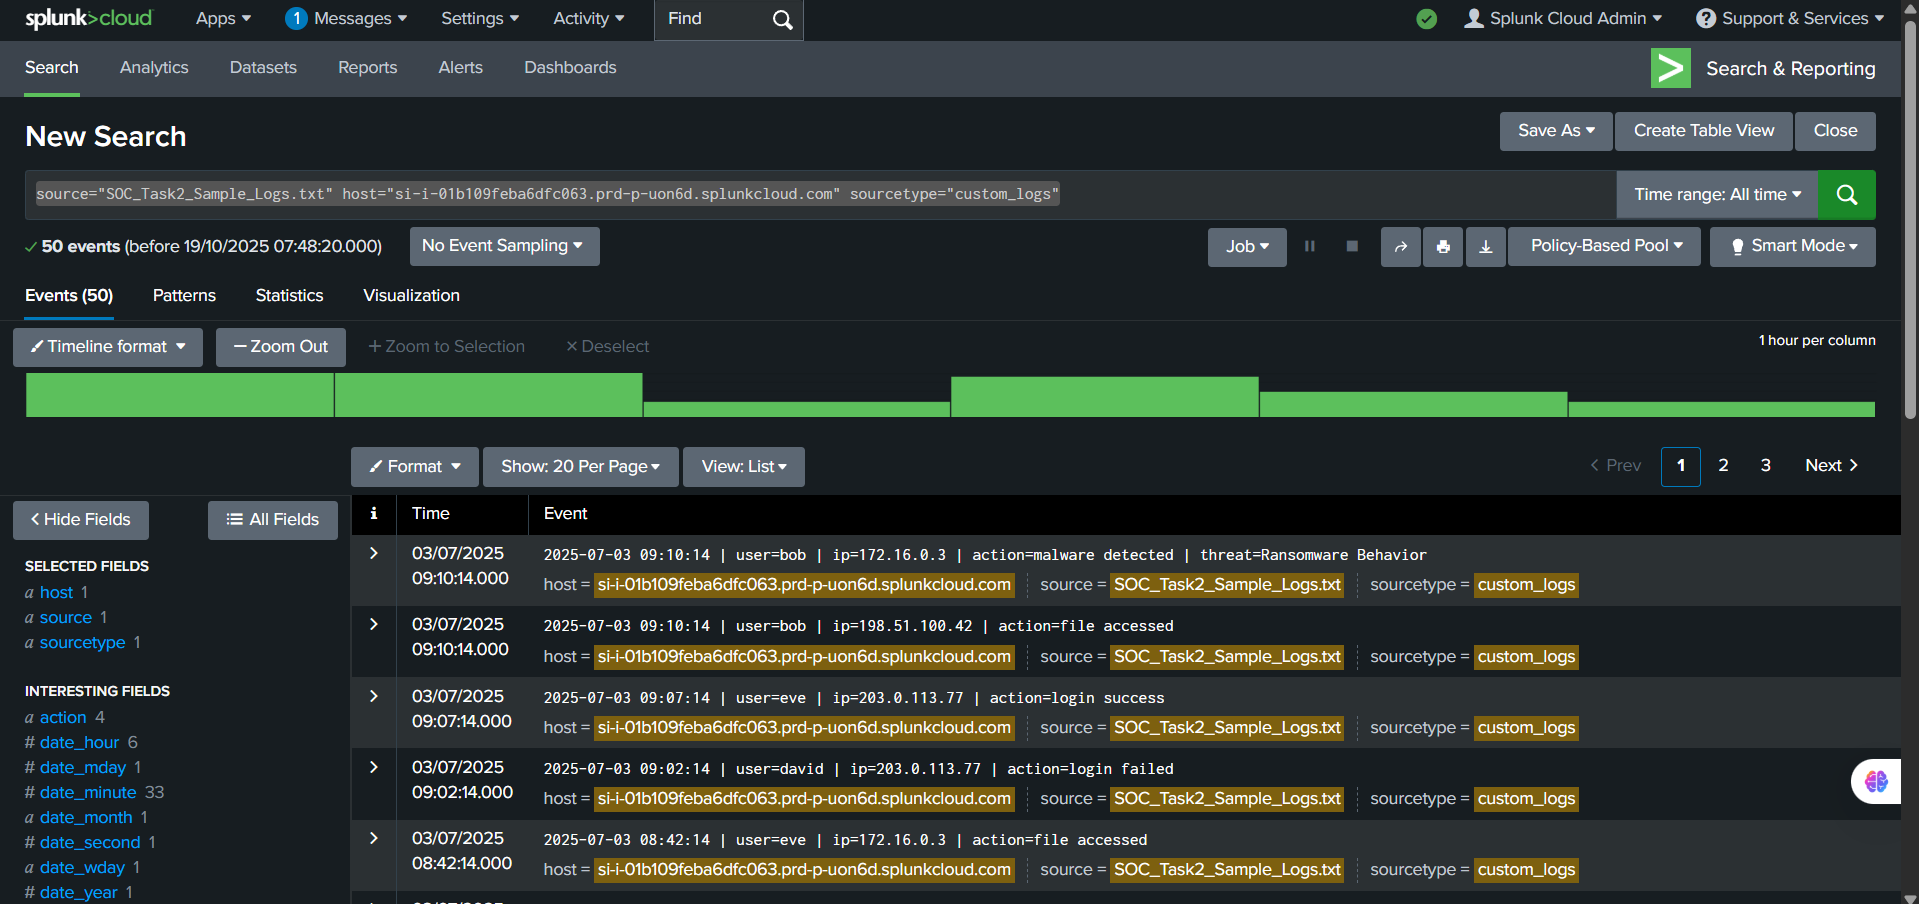 splunk>cloud Apps Messages 1 Settings Activity Find Splunk Cloud Admin Support & Services
Search Analytics Datasets Reports Alerts Dashboards Search & Reporting
New Search Save As Create Table View Close
source="SOC_Task2_Sample_Logs.txt" host="si-i-01b109feba6dfc063.prd-p-uon6d.splunkcloud.com" sourcetype="custom_logs" Time range: All time
50 events (before 19/10/2025 07:48:20.000) No Event Sampling Job Policy-Based Pool Smart Mode
Events (50) Patterns Statistics Visualization
Timeline format — Zoom Out + Zoom to Selection × Deselect 1 hour per column
Format Show: 20 Per Page View: List < Prev 1 2 3 Next >
< Hide Fields All Fields
SELECTED FIELDS
a host 1
a source 1
a sourcetype 1
INTERESTING FIELDS
a action 4
# date_hour 6
# date_mday 1
# date_minute 33
a date_month 1
# date_second 1
a date_wday 1
# date_year 1
i Time Event
> 03/07/2025 09:10:14.000 2025-07-03 09:10:14 | user=bob | ip=172.16.0.3 | action=malware detected | threat=Ransomware Behavior
host = si-i-01b109feba6dfc063.prd-p-uon6d.splunkcloud.com source = SOC_Task2_Sample_Logs.txt sourcetype = custom_logs
> 03/07/2025 09:10:14.000 2025-07-03 09:10:14 | user=bob | ip=198.51.100.42 | action=file accessed
host = si-i-01b109feba6dfc063.prd-p-uon6d.splunkcloud.com source = SOC_Task2_Sample_Logs.txt sourcetype = custom_logs
> 03/07/2025 09:07:14.000 2025-07-03 09:07:14 | user=eve | ip=203.0.113.77 | action=login success
host = si-i-01b109feba6dfc063.prd-p-uon6d.splunkcloud.com source = SOC_Task2_Sample_Logs.txt sourcetype = custom_logs
> 03/07/2025 09:02:14.000 2025-07-03 09:02:14 | user=david | ip=203.0.113.77 | action=login failed
host = si-i-01b109feba6dfc063.prd-p-uon6d.splunkcloud.com source = SOC_Task2_Sample_Logs.txt sourcetype = custom_logs
> 03/07/2025 08:42:14.000 2025-07-03 08:42:14 | user=eve | ip=172.16.0.3 | action=file accessed
host = si-i-01b109feba6dfc063.prd-p-uon6d.splunkcloud.com source = SOC_Task2_Sample_Logs.txt sourcetype = custom_logs